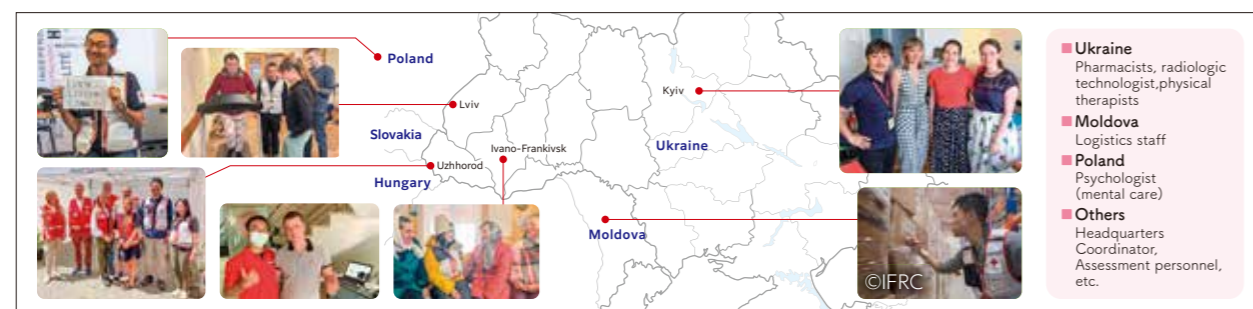 Poland
Lviv
Kyiv
Slovakia
Ivano-Frankivsk
Ukraine
Uzhhorod
Hungary
Moldova
©IFRC
Ukraine
Pharmacists, radiologic
technologist,physical
therapists
Moldova
Logistics staff
Poland
Psychologist
(mental care)
Others
Headquarters
Coordinator,
Assessment personnel,
etc.